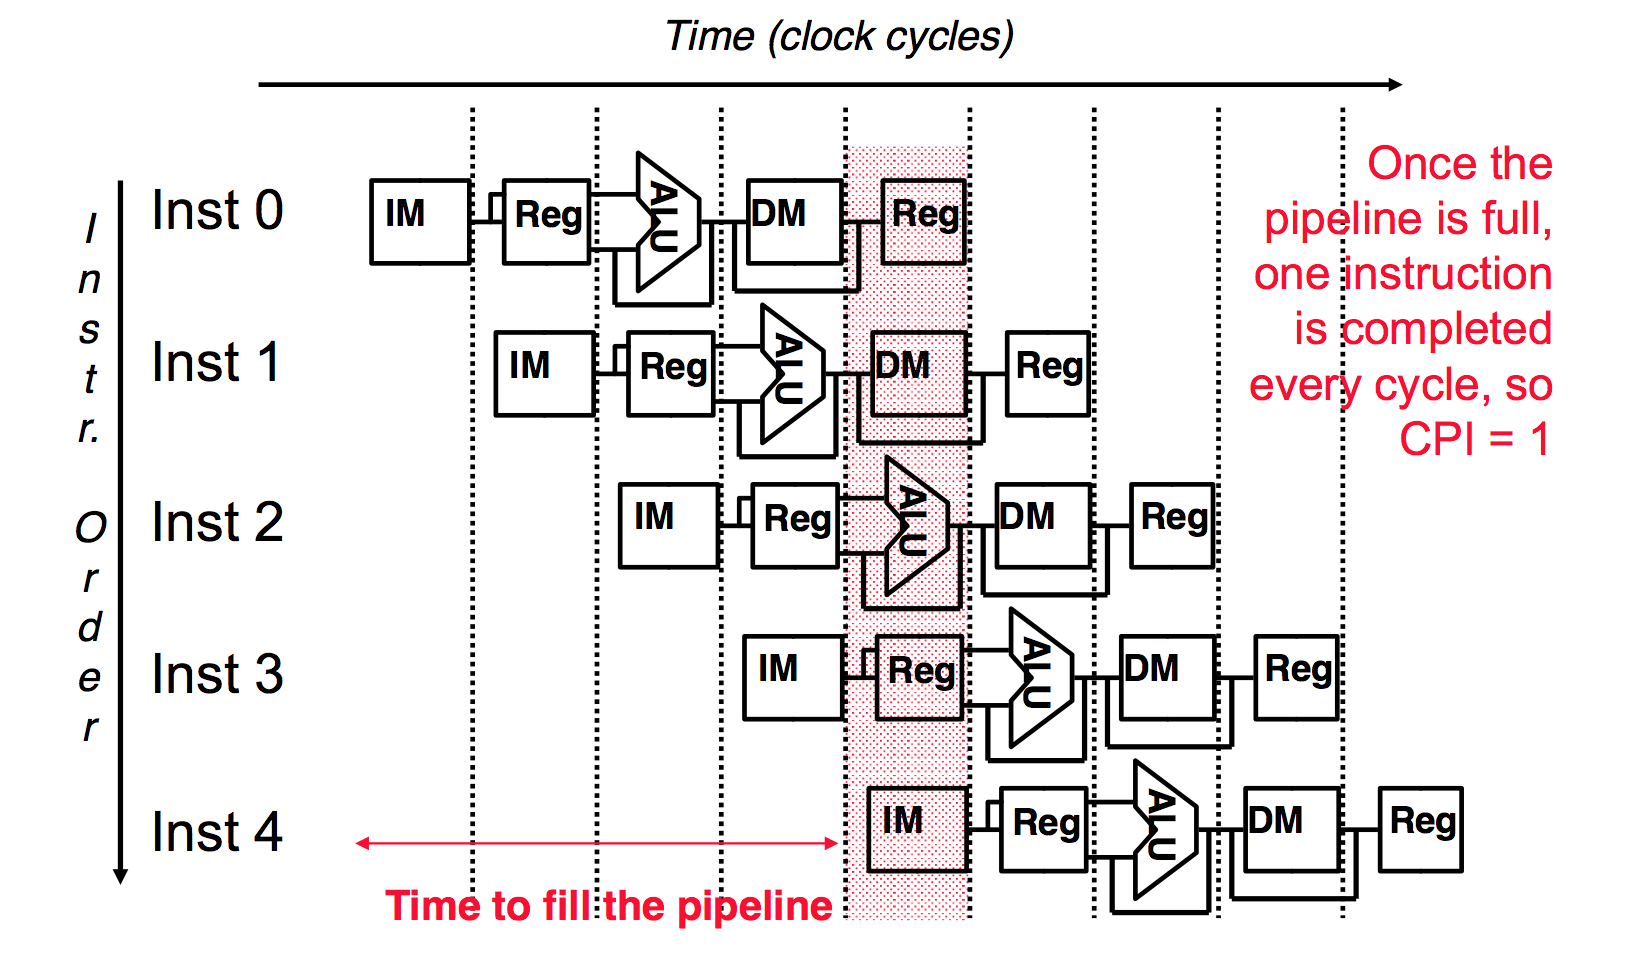 Time (clock cycles)
Instr. Order
Inst 0
IM
Reg
ALU
DM
Reg
Inst 1
IM
Reg
ALU
DM
Reg
Inst 2
IM
Reg
ALU
DM
Reg
Inst 3
IM
Reg
ALU
DM
Reg
Inst 4
IM
Reg
ALU
DM
Reg
Once the
pipeline is full,
one instruction
is completed
every cycle, so
CPI = 1
Time to fill the pipeline